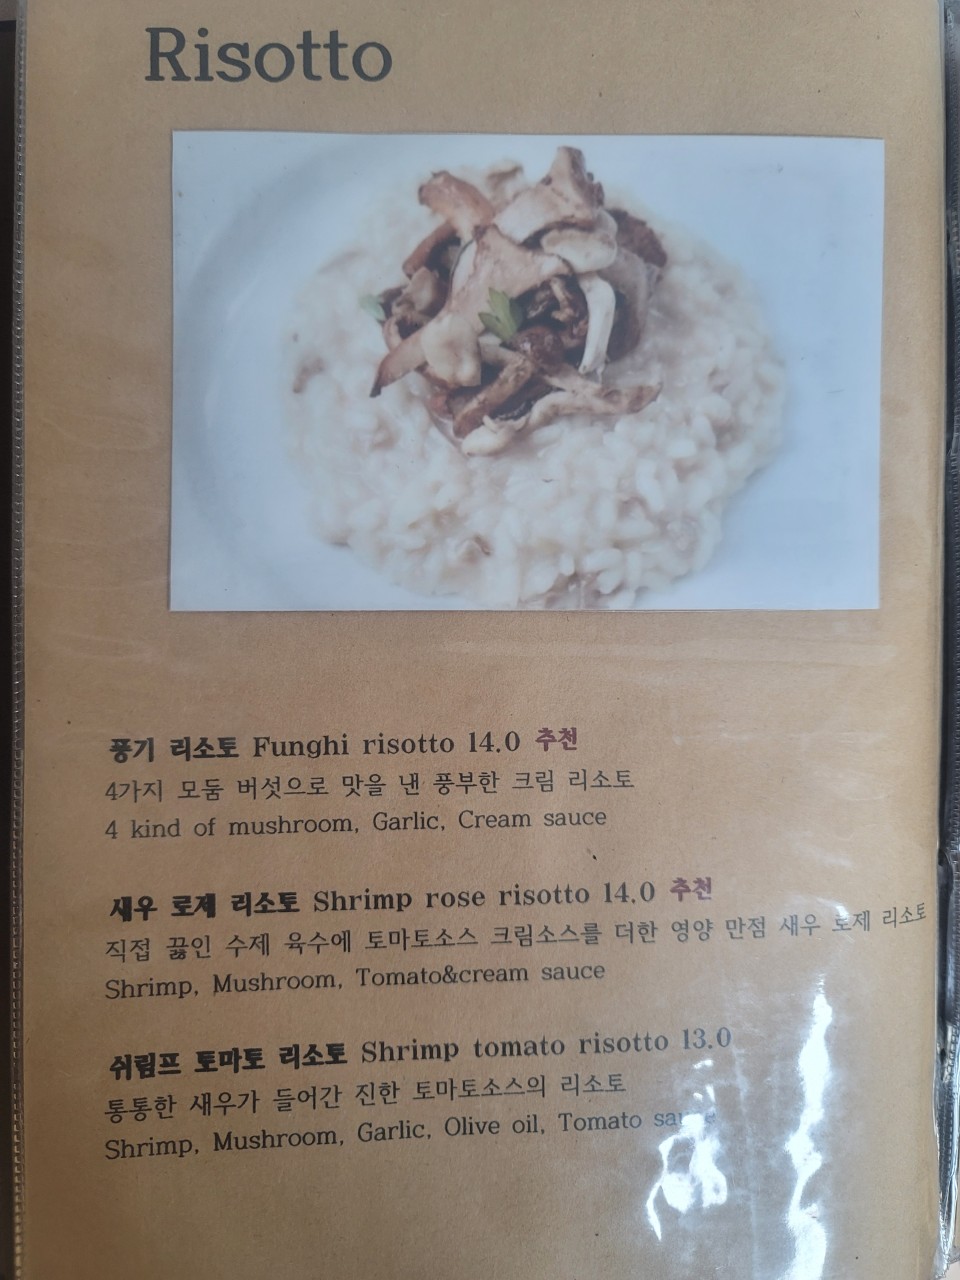 Risotto
풍기 리소토 Funghi risotto 14.0 추천
4가지 모둠 버섯으로 맛을 낸 풍부한 크림 리소토
4 kind of mushroom, Garlic, Cream sauce
새우 로제 리소토 Shrimp rose risotto 14.0 추천
직접 끓인 수제 육수에 토마토소스 크림소스를 더한 영양 만점 새우 로제 리소토
Shrimp, Mushroom, Tomato&cream sauce
쉬림프 토마토 리소토 Shrimp tomato risotto 13.0
통통한 새우가 들어간 진한 토마토소스의 리소토
Shrimp, Mushroom, Garlic, Olive oil, Tomato sauce